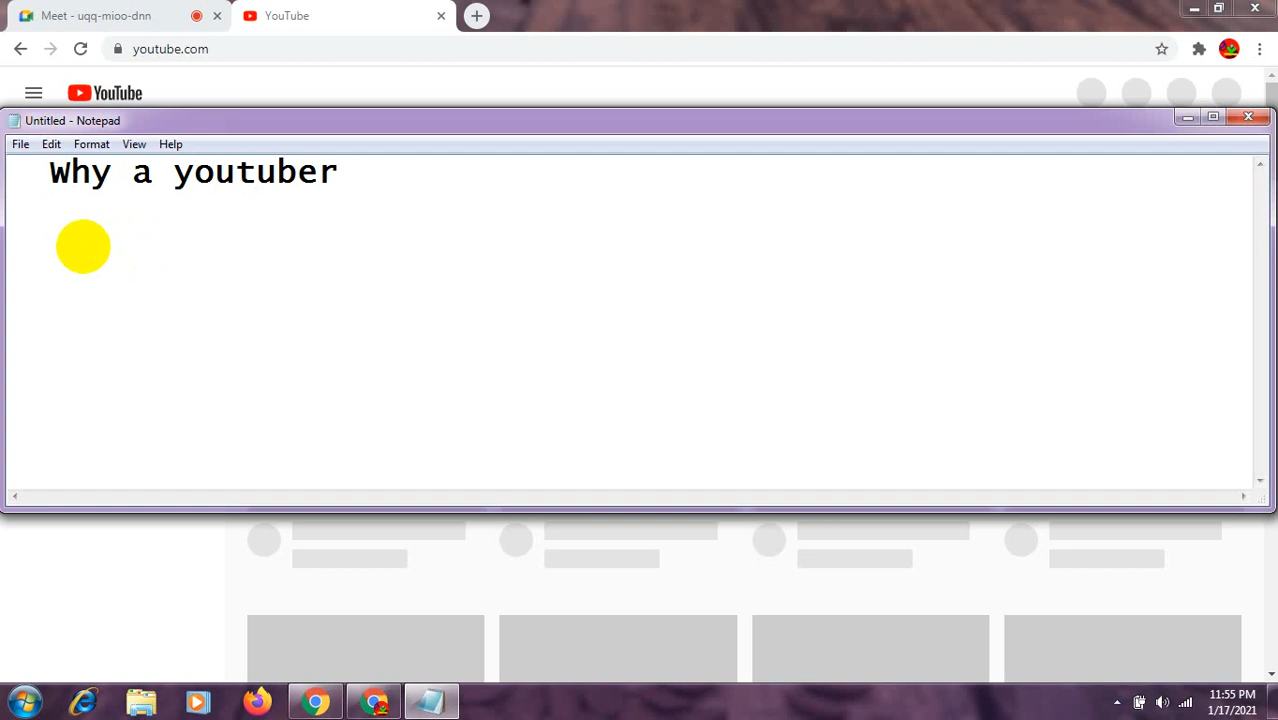 Meet - uqq-mioo-dnn
YouTube
youtube.com
YouTube
Untitled - Notepad
File Edit Format View Help
Why a youtuber
11:55 PM
1/17/2021